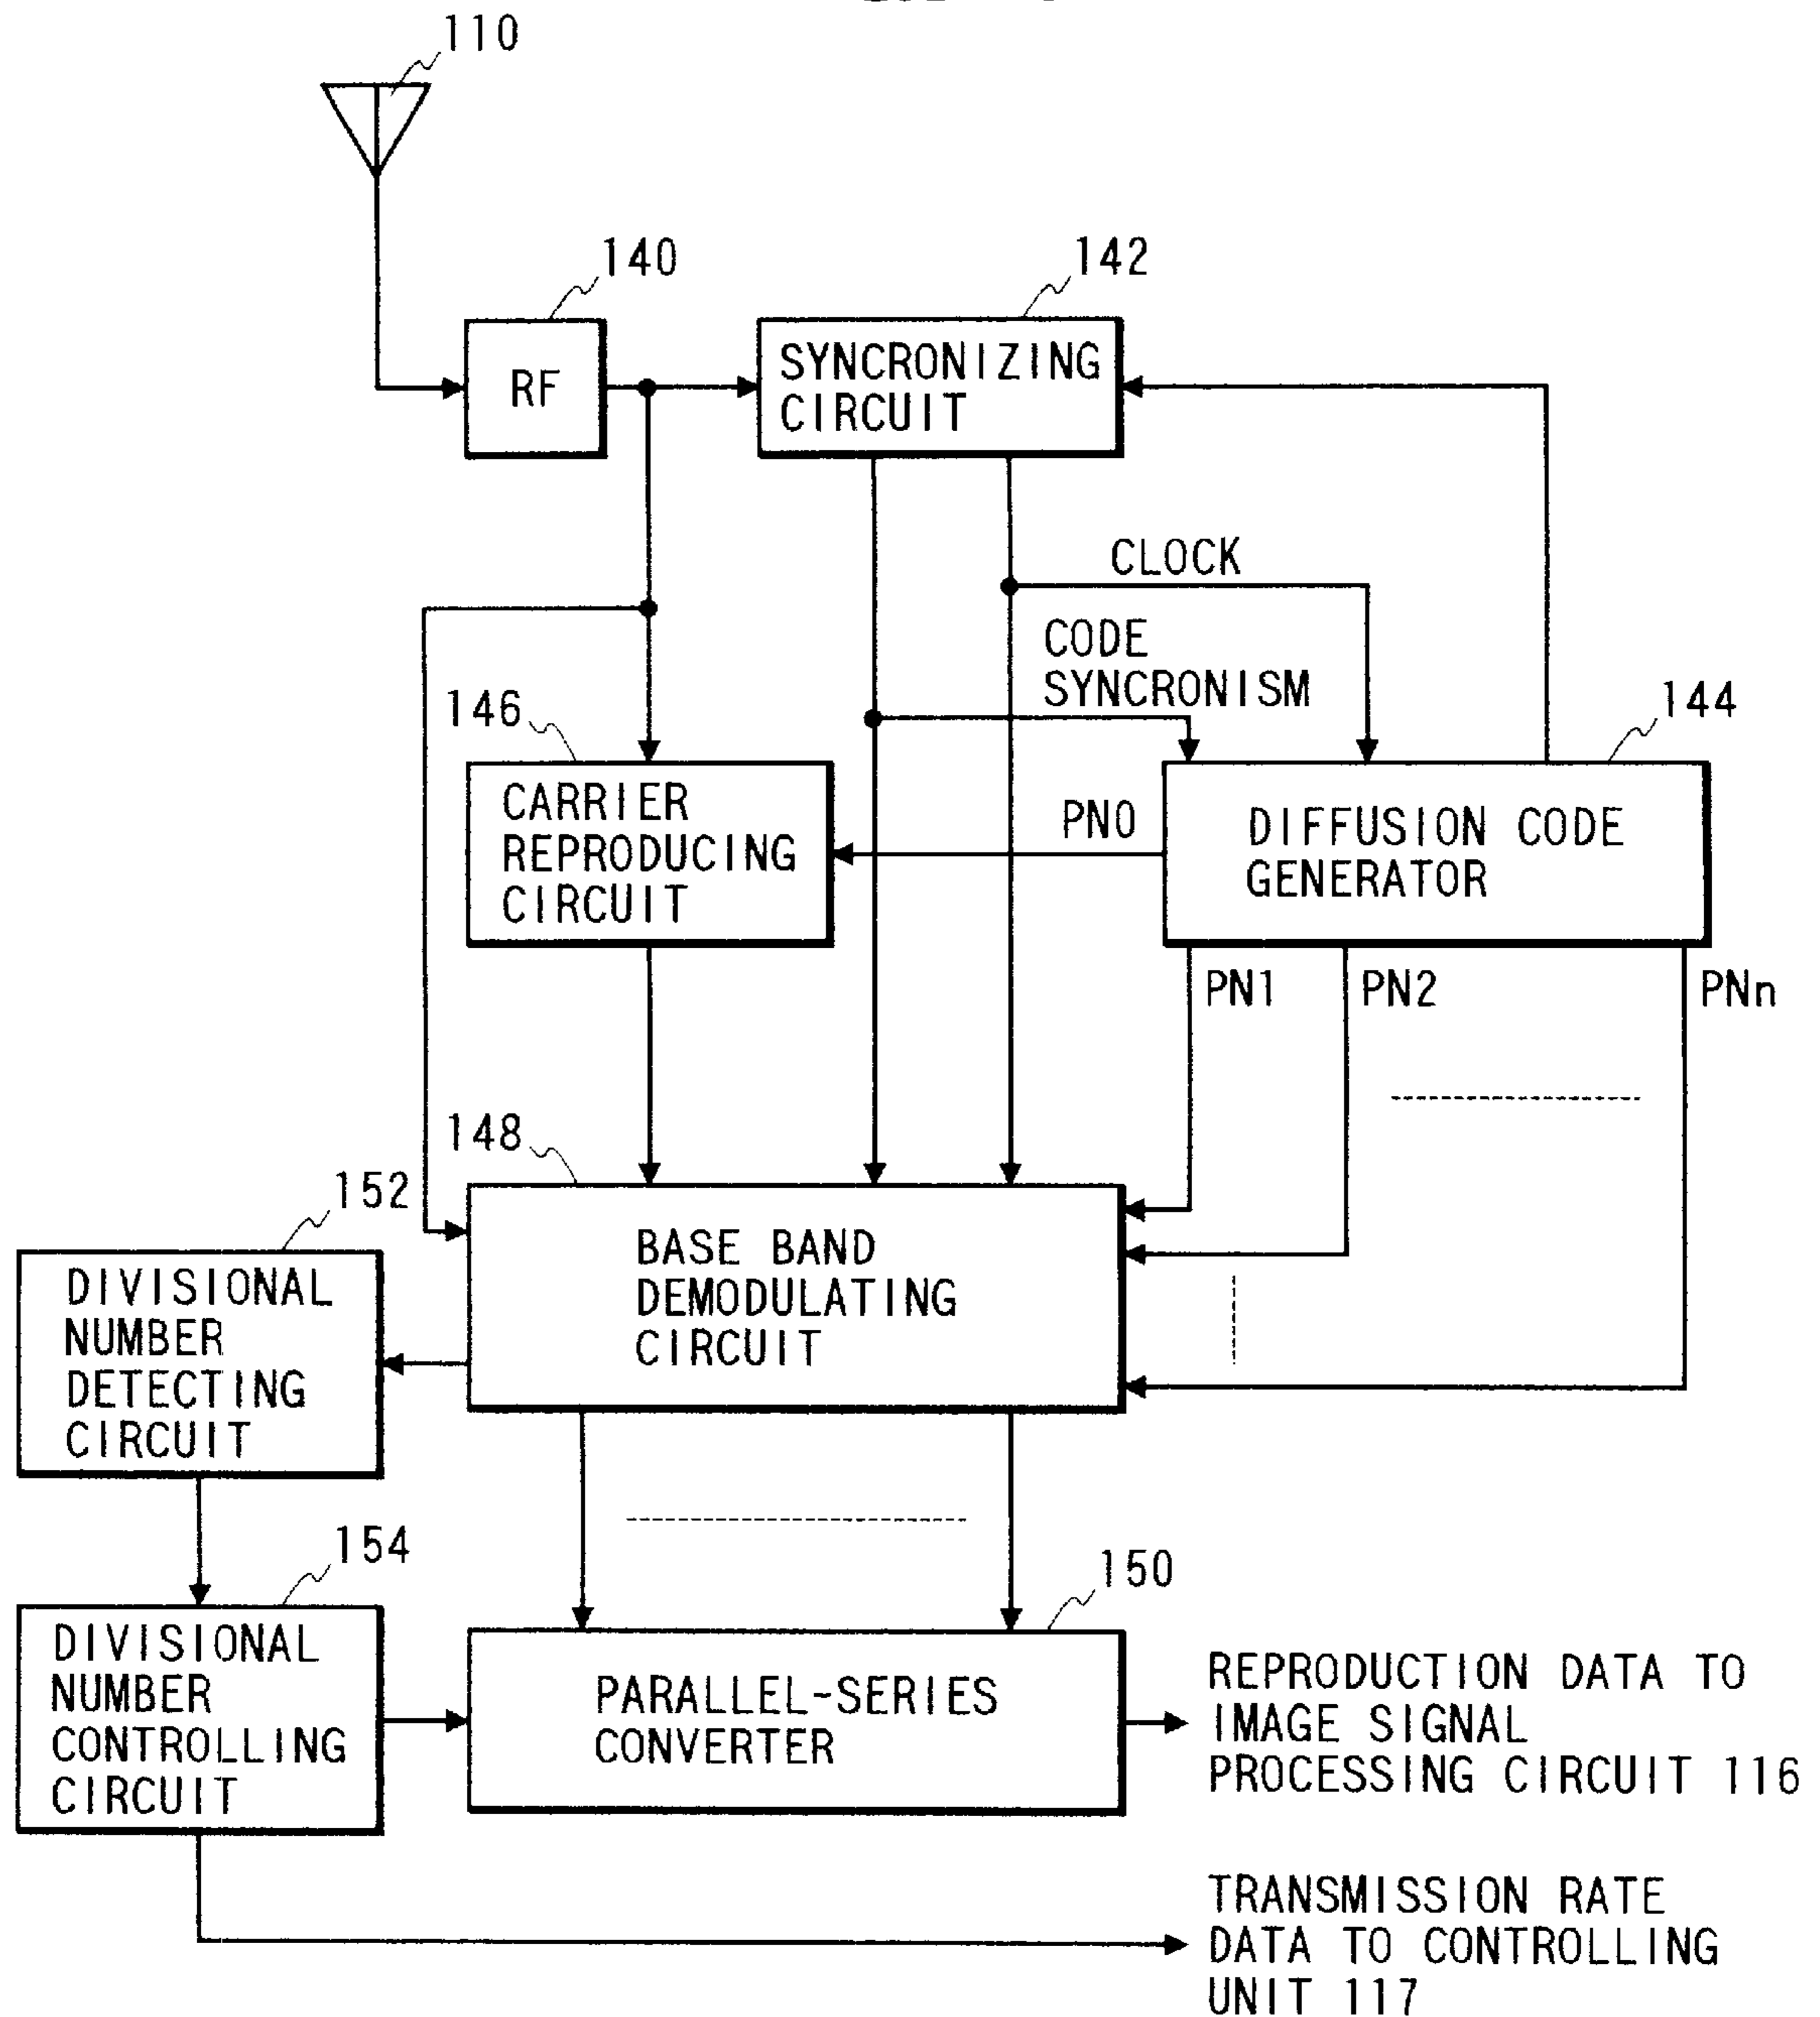 110
140
142
RF
SYNCRONIZING
CIRCUIT
CLOCK
CODE
SYNCRONISM
146
144
CARRIER
REPRODUCING
CIRCUIT
PN0
DIFFUSION CODE
GENERATOR
PN1
PN2
PNn
148
152
BASE BAND
DEMODULATING
CIRCUIT
DIVISIONAL
NUMBER
DETECTING
CIRCUIT
154
150
DIVISIONAL
NUMBER
CONTROLLING
CIRCUIT
PARALLEL-SERIES
CONVERTER
REPRODUCTION DATA TO
IMAGE SIGNAL
PROCESSING CIRCUIT 116
TRANSMISSION RATE
DATA TO CONTROLLING
UNIT 117